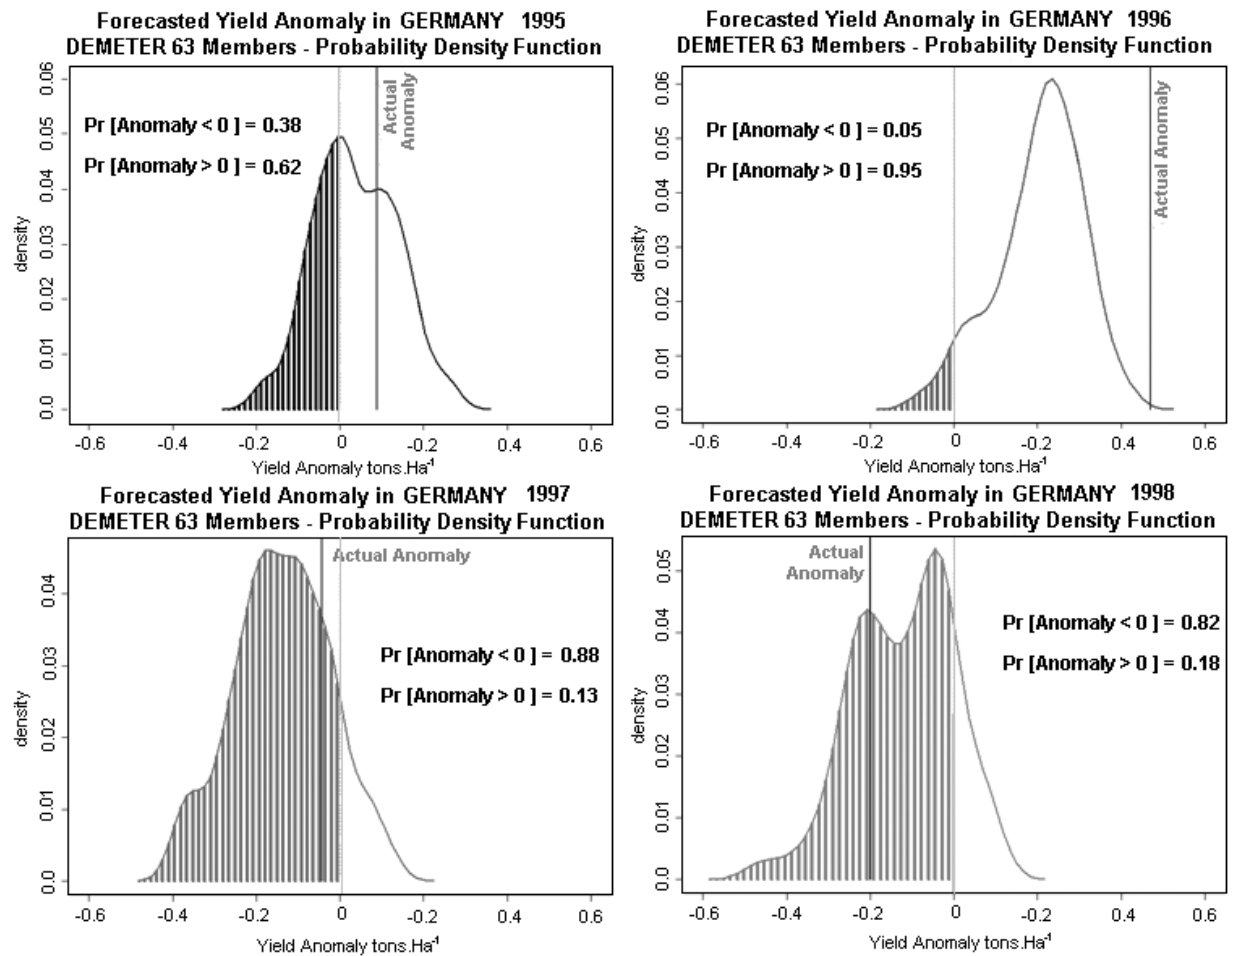 Forecasted Yield Anomaly in GERMANY 1995
DEMETER 63 Members - Probability Density Function
Pr [Anomaly < 0 ] = 0.38
Pr [Anomaly > 0 ] = 0.62
Actual
Anomaly
density
0.0 0.01 0.02 0.03 0.04 0.05 0.06
-0.6 -0.4 -0.2 0 -0.2 0.4 0.6
Yield Anomaly tons.Ha-1
Forecasted Yield Anomaly in GERMANY 1996
DEMETER 63 Members - Probability Density Function
Pr [Anomaly < 0 ] = 0.05
Pr [Anomaly > 0 ] = 0.95
Actual Anomaly
density
0.0 0.01 0.02 0.03 0.04 0.05 0.06
-0.6 -0.4 -0.2 0 -0.2 0.4 0.6
Yield Anomaly tons.Ha-1
Forecasted Yield Anomaly in GERMANY 1997
DEMETER 63 Members - Probability Density Function
Actual Anomaly
Pr [Anomaly < 0 ] = 0.88
Pr [Anomaly > 0 ] = 0.13
density
0.0 0.01 0.02 0.03 0.04
-0.6 -0.4 -0.2 0 -0.2 0.4 0.6
Yield Anomaly tons.Ha-1
Forecasted Yield Anomaly in GERMANY 1998
DEMETER 63 Members - Probability Density Function
Actual
Anomaly
Pr [Anomaly < 0 ] = 0.82
Pr [Anomaly > 0 ] = 0.18
density
0.0 0.01 0.02 0.03 0.04 0.05
-0.6 -0.4 -0.2 0 -0.2 0.4 0.6
Yield Anomaly tons.Ha-1